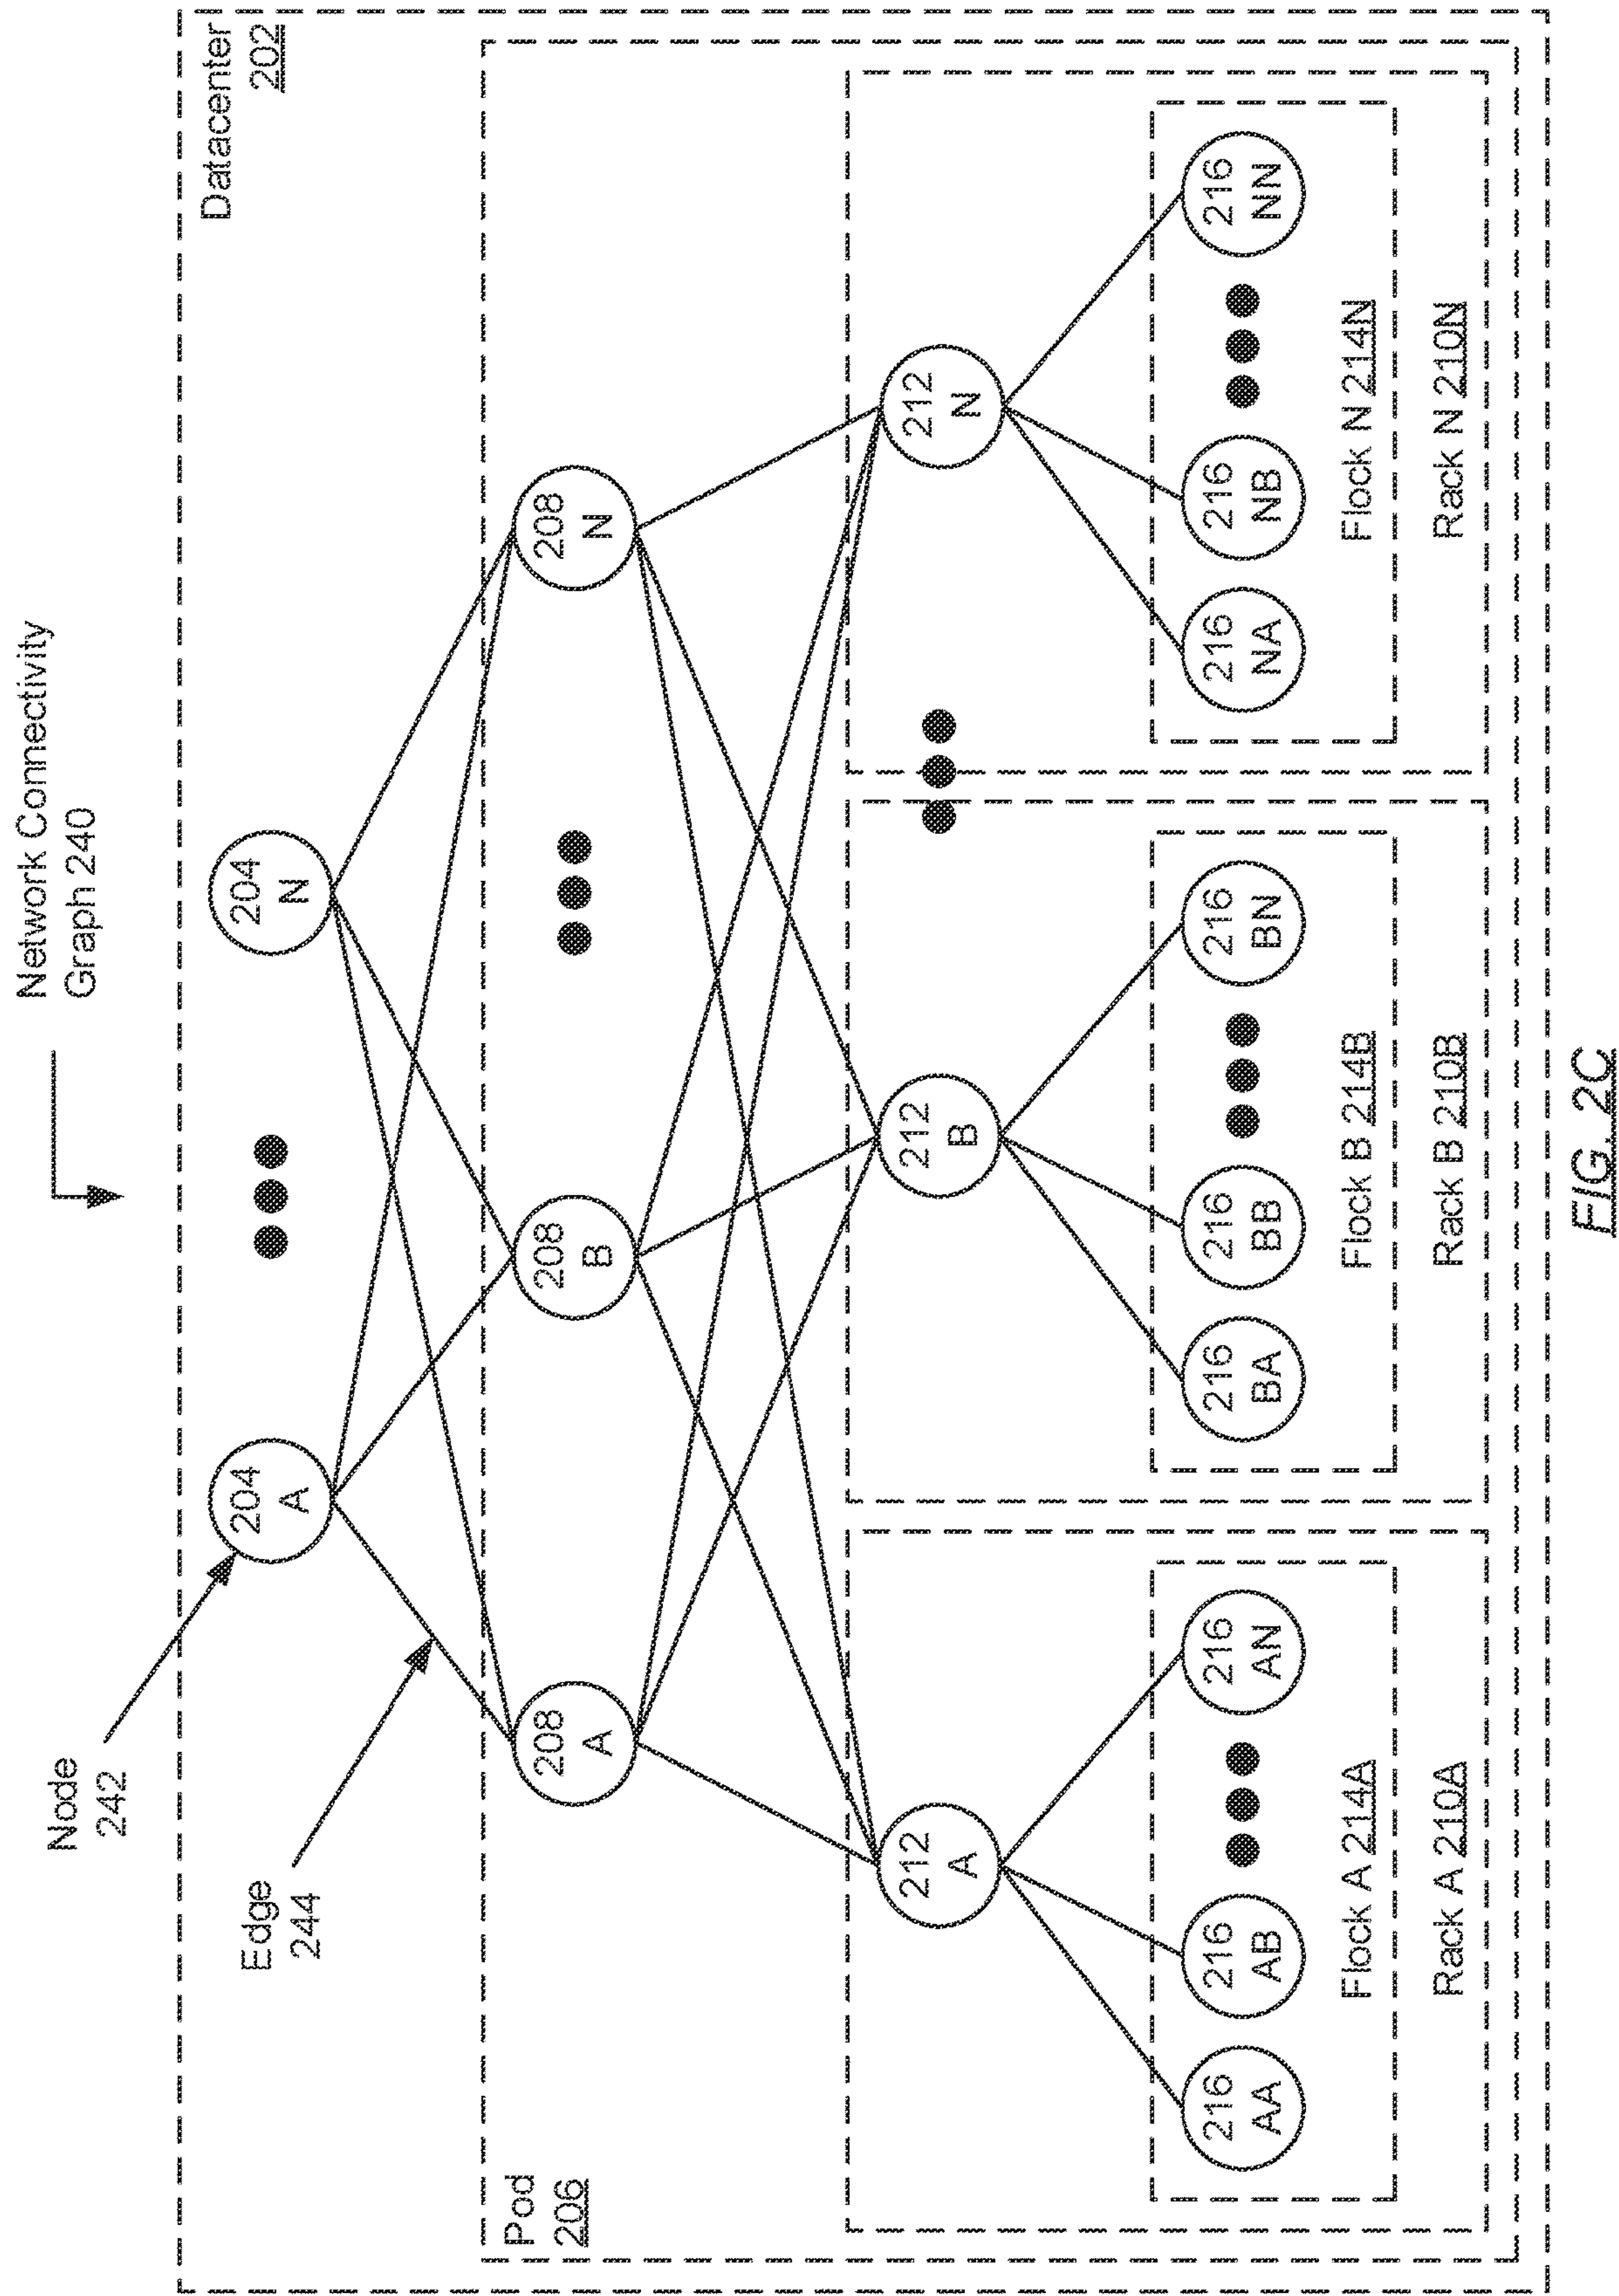 Network Connectivity
Graph 240
Node
242
Edge
244
Datacenter
202
204
A
204
N
Pod
206
208
A
208
B
208
N
212
A
212
B
212
N
216
AA
216
AB
216
AN
216
BA
216
BB
216
BN
216
NA
216
NB
216
NN
Flock A 214A
Flock B 214B
Flock N 214N
Rack A 210A
Rack B 210B
Rack N 210N
FIG. 2C